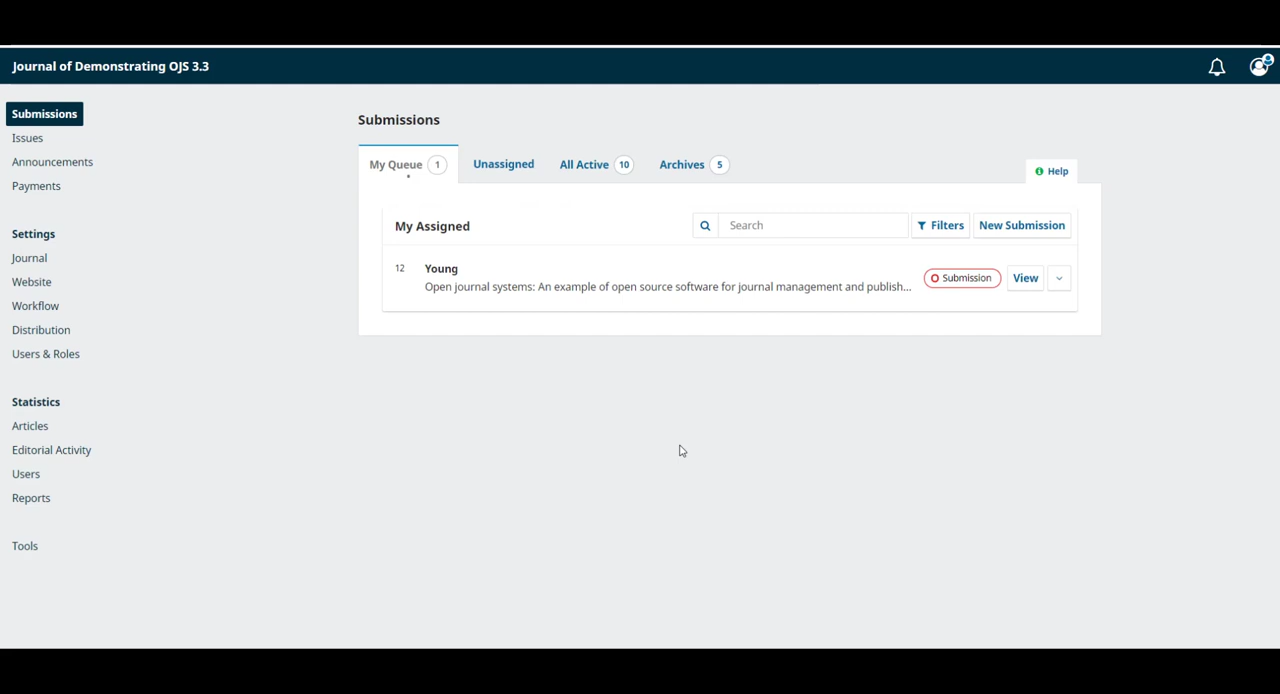 Journal of Demonstrating OJS 3.3
Submissions
Issues
Announcements
Payments
Settings
Journal
Website
Workflow
Distribution
Users & Roles
Statistics
Articles
Editorial Activity
Users
Reports
Tools
Submissions
My Queue 1 Unassigned All Active 10 Archives 5
Help
My Assigned Search Filters New Submission
12 Young
Open journal systems: An example of open source software for journal management and publish... Submission View